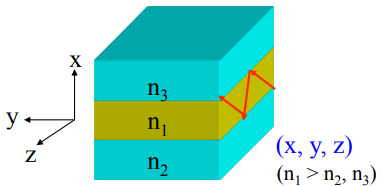 x
y
z
n3
n1
n2
(x, y, z)
(n1 > n2, n3)